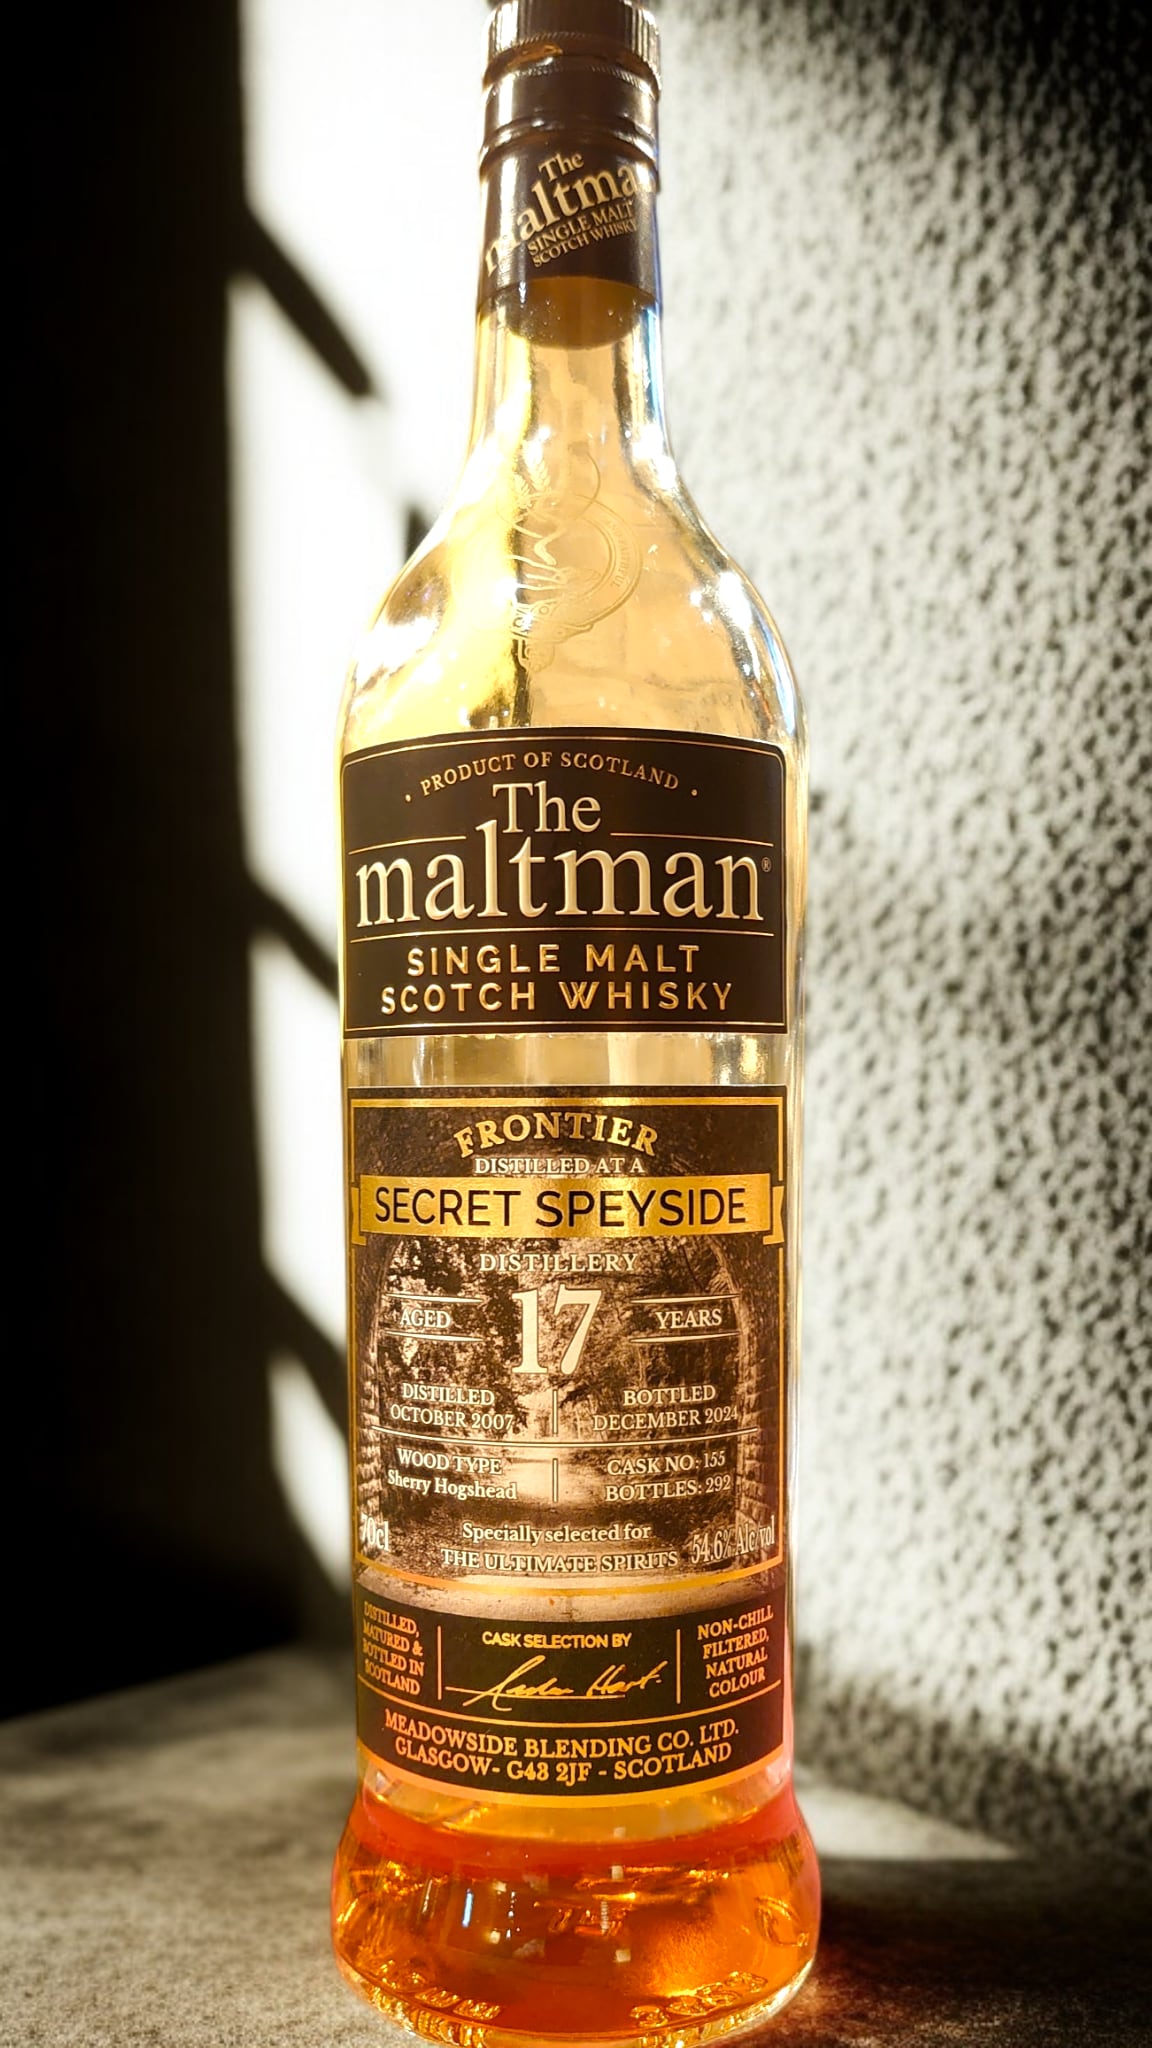 The
maltma
SINGLE MALT
SCOTCH WHISKY
· PRODUCT OF SCOTLAND ·
The
maltman®
SINGLE MALT
SCOTCH WHISKY
FRONTIER
DISTILLED AT A
SECRET SPEYSIDE
DISTILLERY
AGED 17 YEARS
DISTILLED
OCTOBER 2007
BOTTLED
DECEMBER 2024
WOOD TYPE
Sherry Hogshead
CASK NO: 155
BOTTLES: 292
70cl
Specially selected for
THE ULTIMATE SPIRITS
54.6% Alc/vol
DISTILLED,
MATURED &
BOTTLED IN
SCOTLAND
CASK SELECTION BY
NON-CHILL
FILTERED,
NATURAL
COLOUR
MEADOWSIDE BLENDING CO. LTD.
GLASGOW- G43 2JF - SCOTLAND